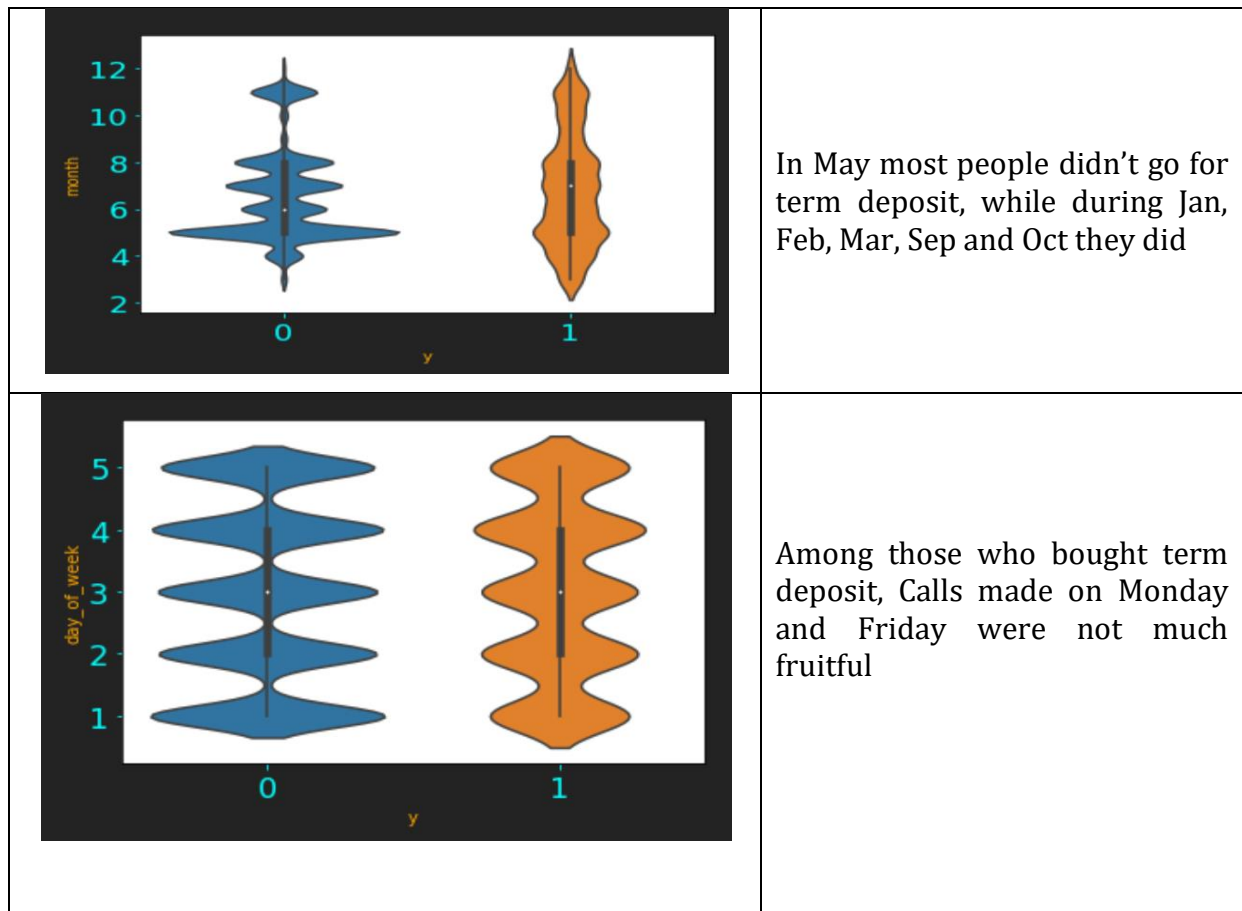 12
10
8
6
4
2
month
0
1
y
In May most people didn’t go for
term deposit, while during Jan,
Feb, Mar, Sep and Oct they did
5
4
3
2
1
day_of_week
0
1
y
Among those who bought term
deposit, Calls made on Monday
and Friday were not much
fruitful